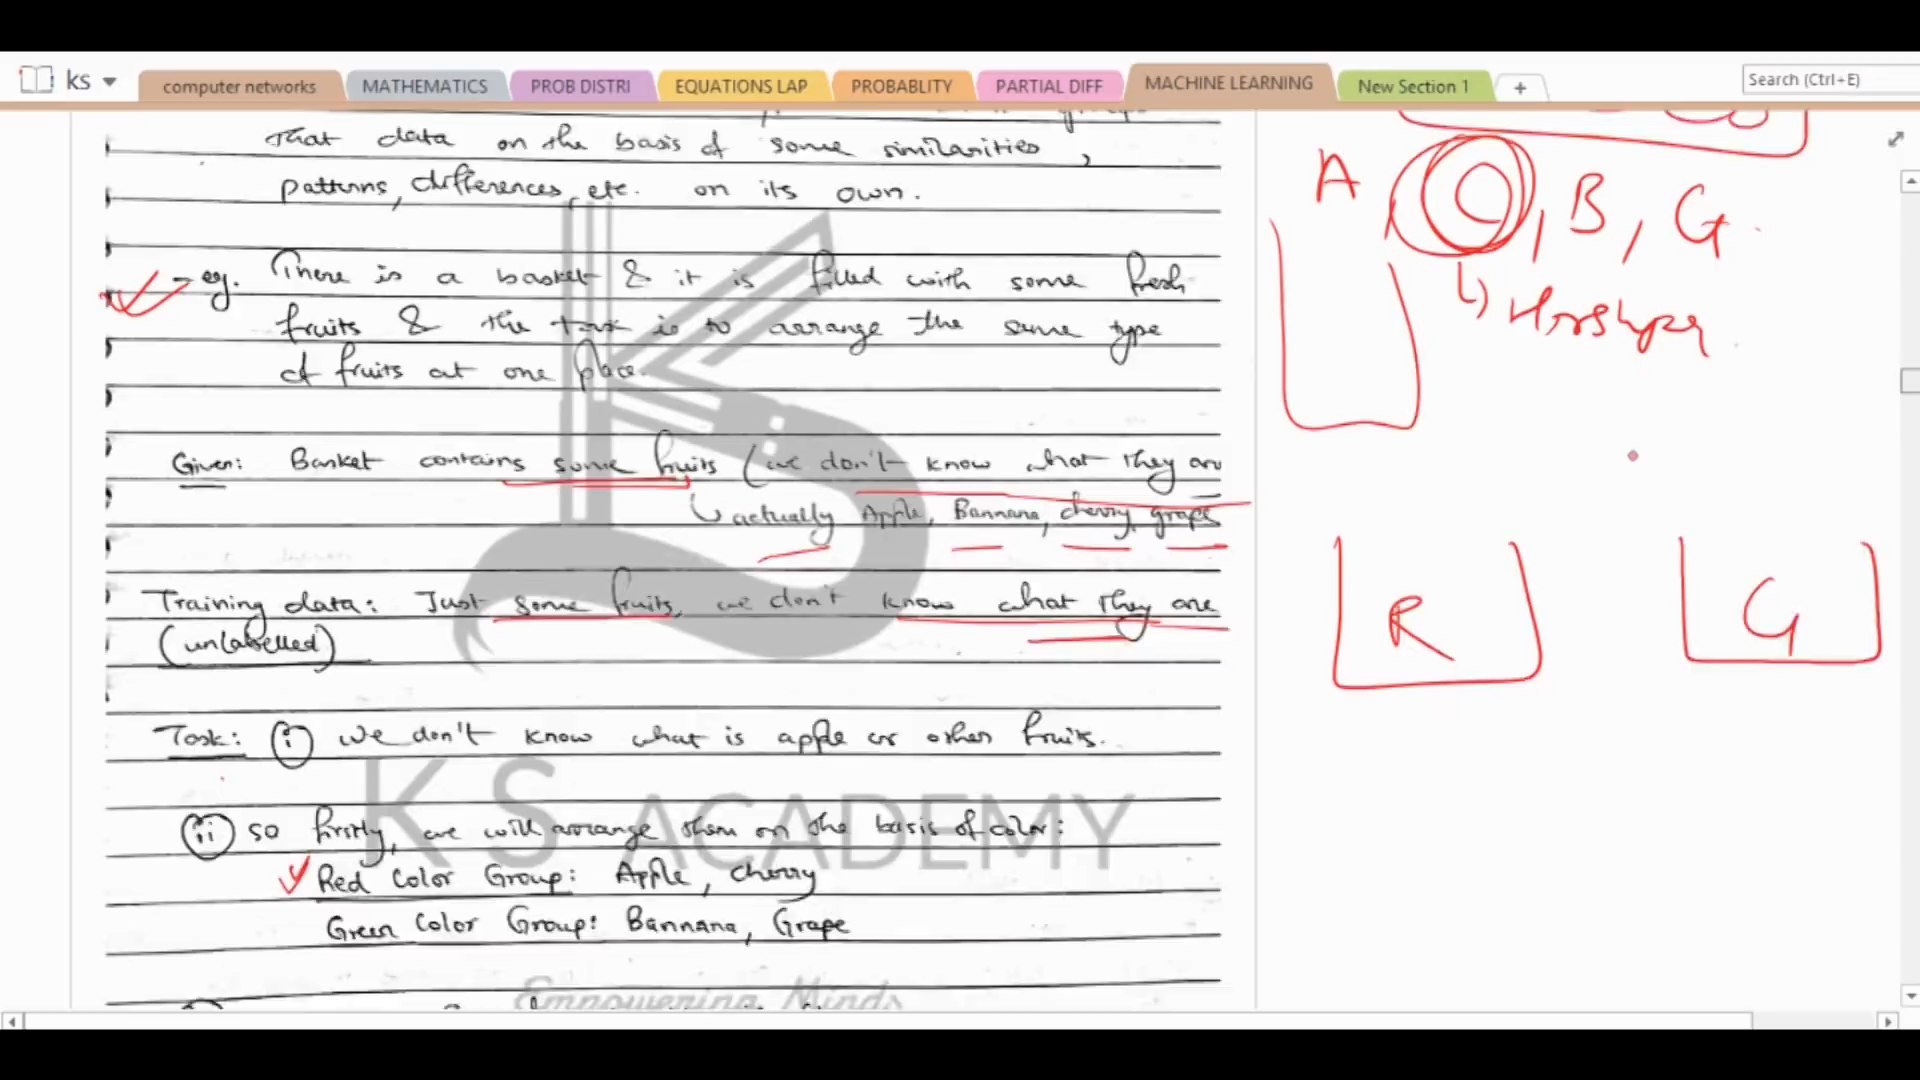 ks
computer networks
MATHEMATICS
PROB DISTRI
EQUATIONS LAP
PROBABLITY
PARTIAL DIFF
MACHINE LEARNING
New Section 1
+
Search (Ctrl+E)
that data on the basis of some similarities,
patterns, differences, etc. on its own.
- eg. There is a basket & it is filled with some fresh
fruits & the task is to arrange the same type
of fruits at one place.
Given: Basket contains some fruits (we don't know what they are
actually Apple, Bannana, cherry, grape
Training data: Just some fruits, we don't know what they are
(unlabelled)
Task: (i) We don't know what is apple or other fruits.
(ii) So firstly, we will arrange them on the basis of color:
Red Color Group: Apple, cherry
Green Color Group: Bannana, Grape
KS ACADEMY
Empowering Minds
A C, B, G
R
G